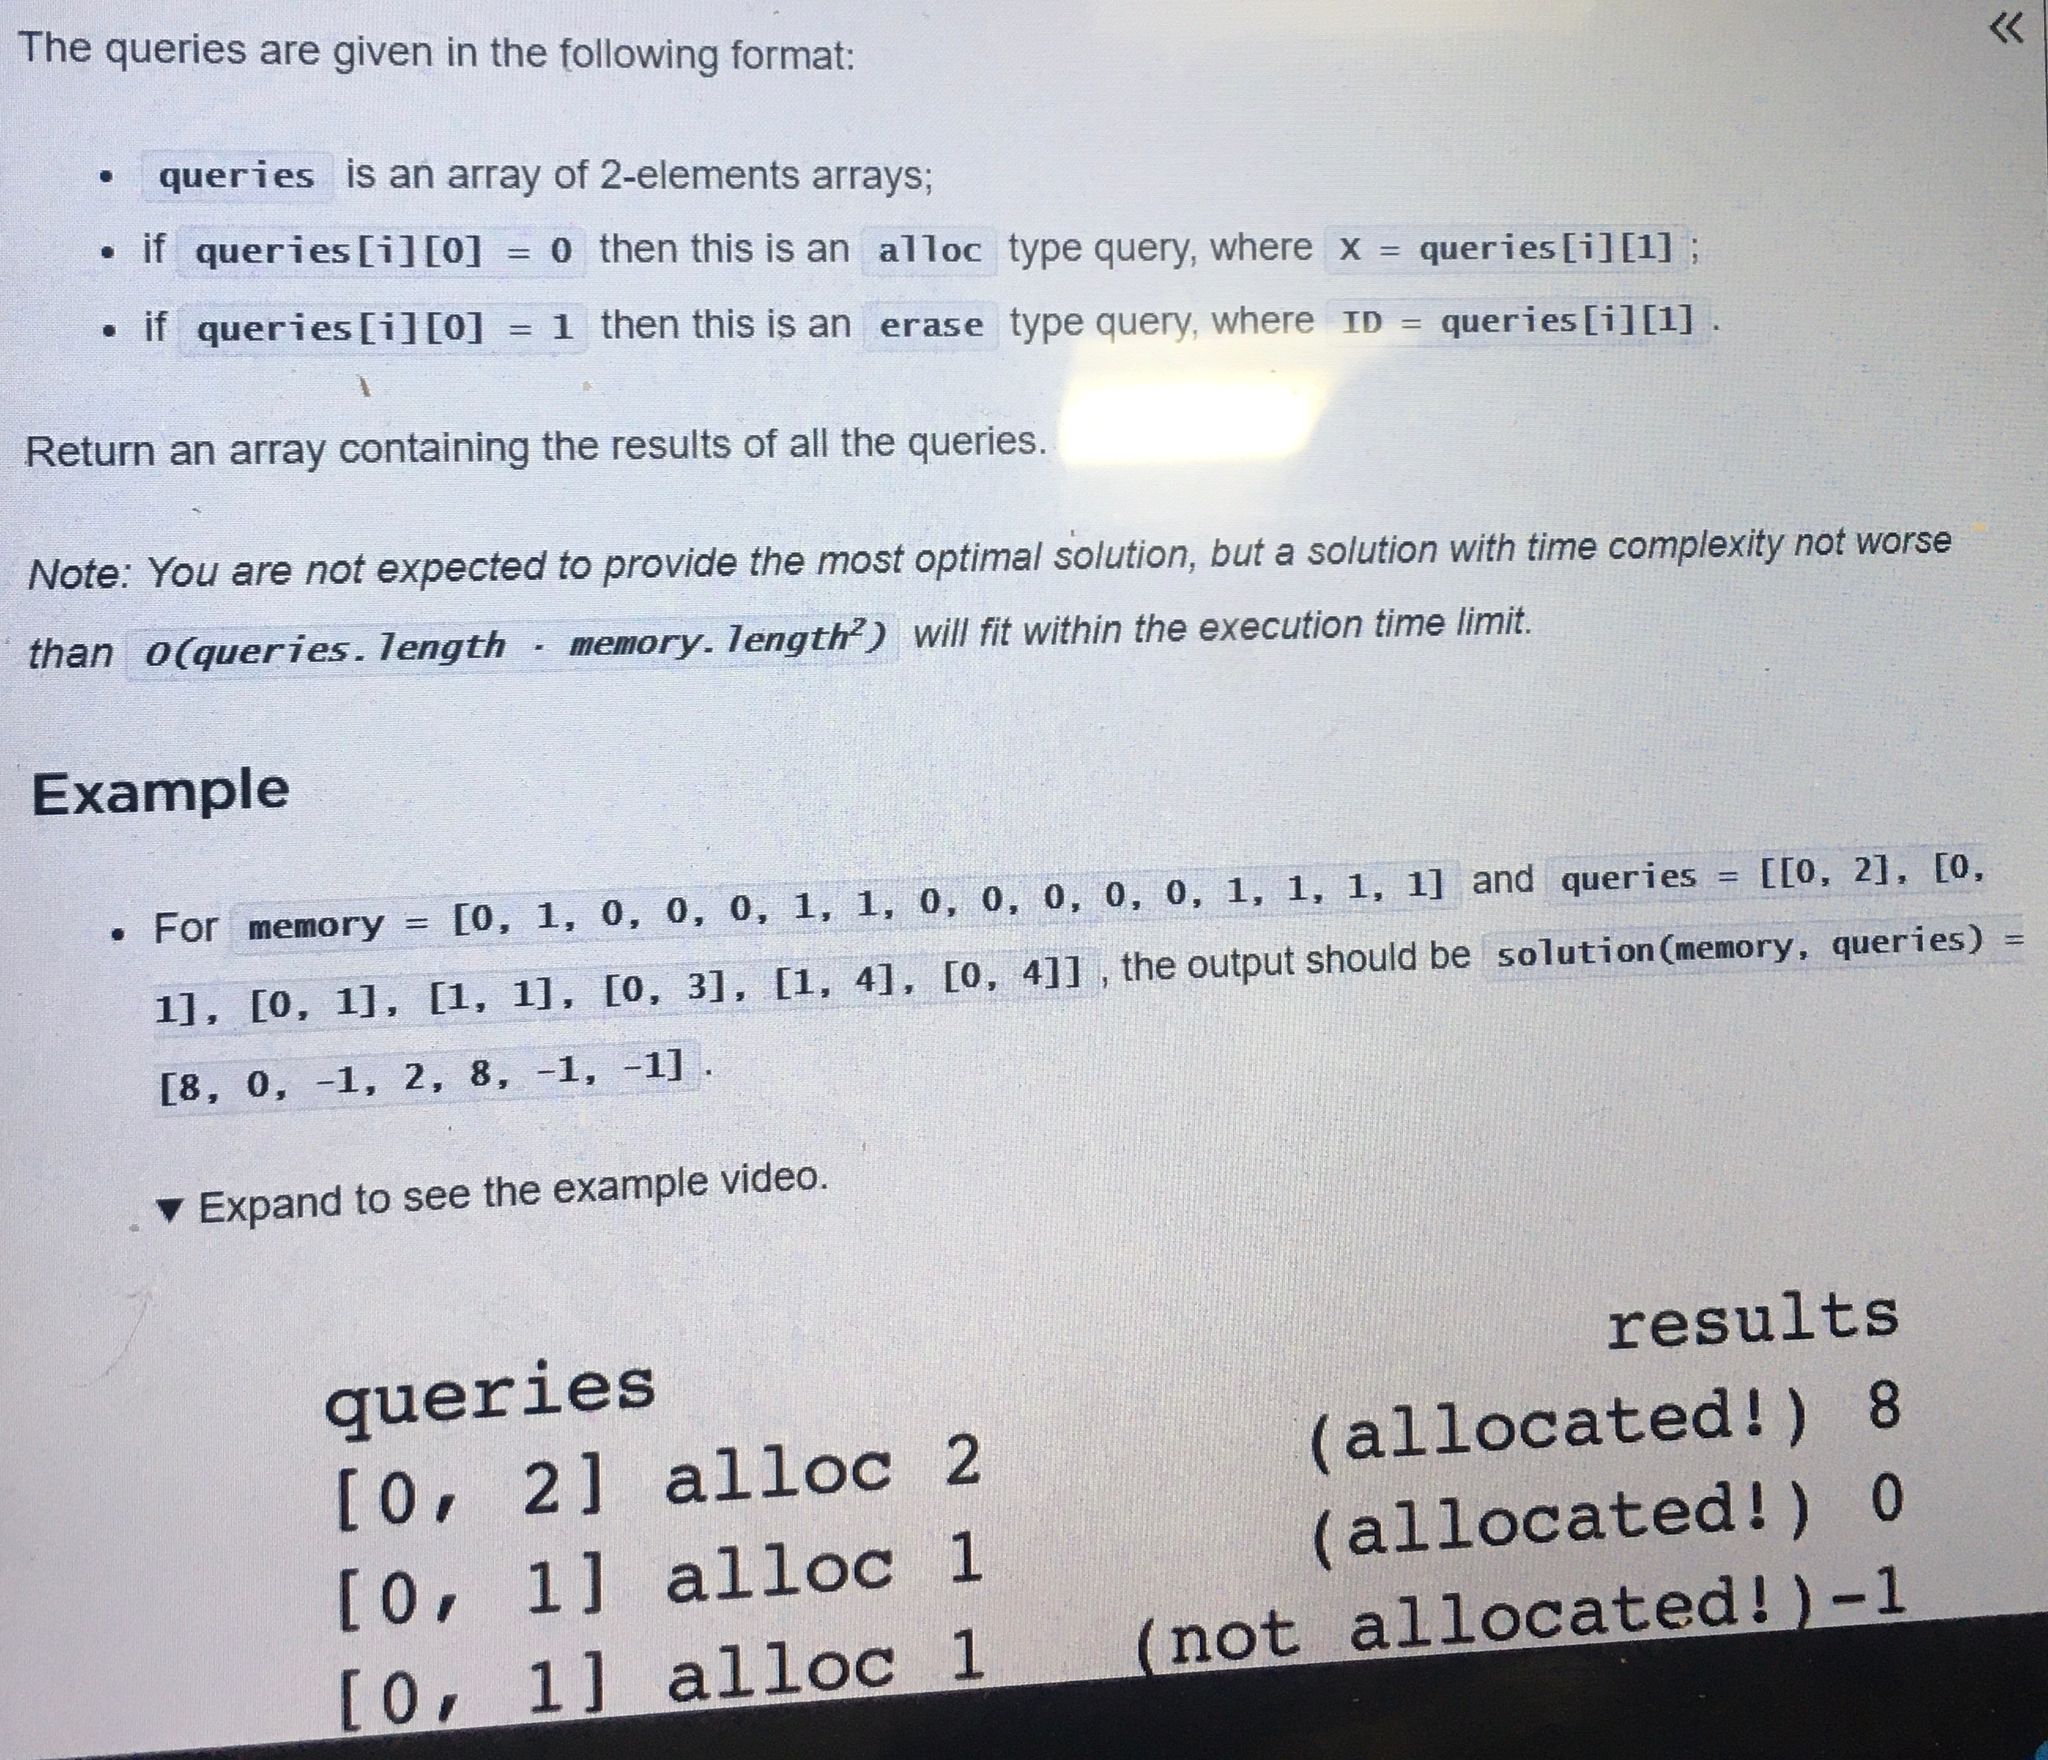 The queries are given in the following format:
«
• queries is an array of 2-elements arrays;
• if queries[i][0] = 0 then this is an alloc type query, where X = queries[i][1] ;
• if queries[i][0] = 1 then this is an erase type query, where ID = queries[i][1] .
Return an array containing the results of all the queries.
Note: You are not expected to provide the most optimal solution, but a solution with time complexity not worse
than O(queries.length · memory.length²) will fit within the execution time limit.
Example
• For memory = [0, 1, 0, 0, 0, 1, 1, 0, 0, 0, 0, 0, 1, 1, 1, 1] and queries = [[0, 2], [0,
1], [0, 1], [1, 1], [0, 3], [1, 4], [0, 4]] , the output should be solution(memory, queries) =
[8, 0, -1, 2, 8, -1, -1] .
▼ Expand to see the example video.
queries results
[0, 2] alloc 2 (allocated!) 8
[0, 1] alloc 1 (allocated!) 0
[0, 1] alloc 1 (not allocated!)-1